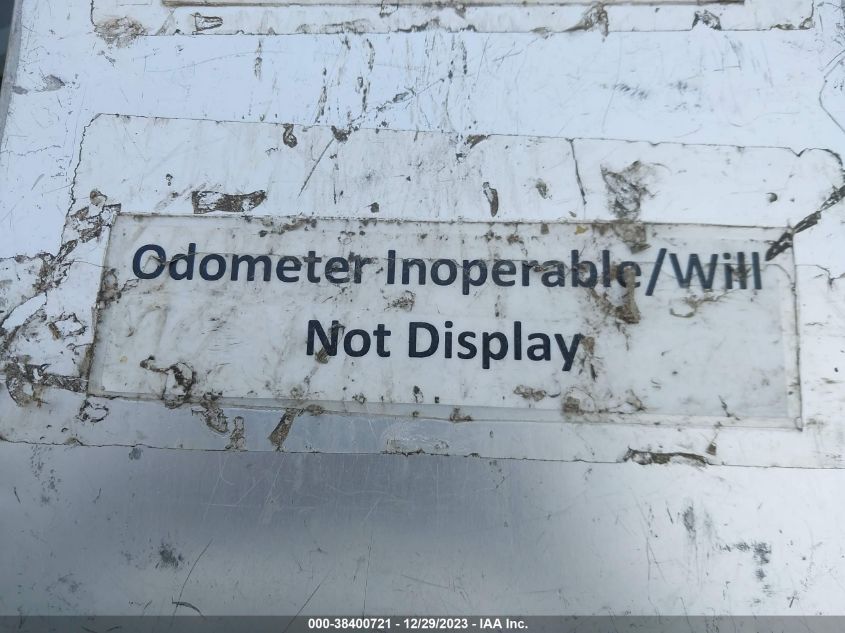 Odometer Inoperable/Will
Not Display
000-38400721 - 12/29/2023 - IAA Inc.